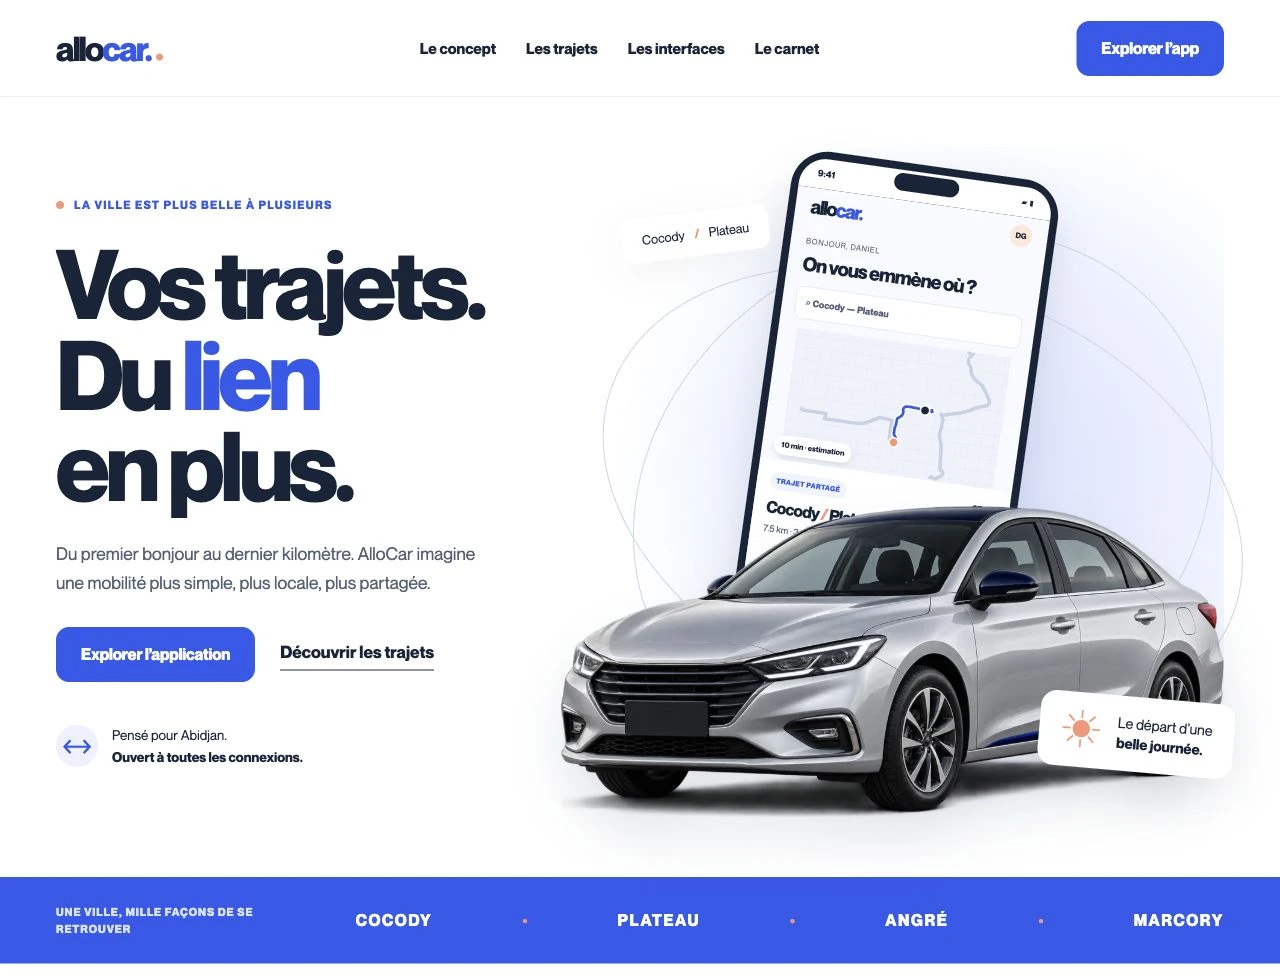 allocar.
Le concept
Les trajets
Les interfaces
Le carnet
Explorer l’app
LA VILLE EST PLUS BELLE À PLUSIEURS
Vos trajets.
Du lien
en plus.
Du premier bonjour au dernier kilomètre. AlloCar imagine
une mobilité plus simple, plus locale, plus partagée.
Explorer l’application
Découvrir les trajets
Pensé pour Abidjan.
Ouvert à toutes les connexions.
Cocody / Plateau
9:41
allocar.
DG
BONJOUR, DANIEL
On vous emmène où ?
Cocody — Plateau
10 min · estimation
TRAJET PARTAGÉ
Cocody /
7.5 km ·
Le départ d’une
belle journée.
UNE VILLE, MILLE FAÇONS DE SE
RETROUVER
COCODY • PLATEAU • ANGRÉ • MARCORY